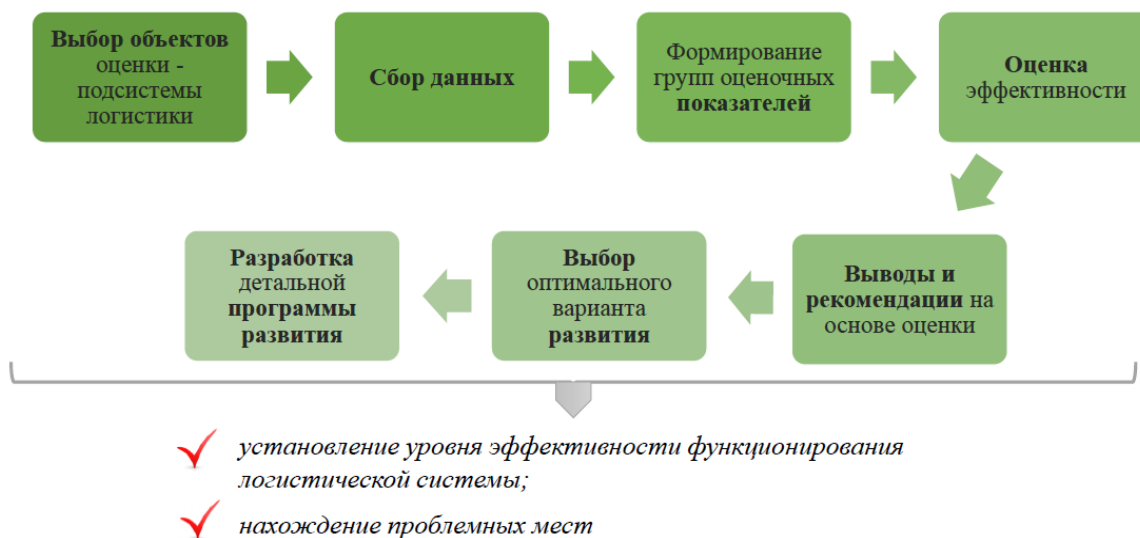 Выбор объектов
оценки -
подсистемы
логистики
Сбор данных
Формирование
групп оценочных
показателей
Оценка
эффективности
Выводы и
рекомендации на
основе оценки
Выбор
оптимального
варианта
развития
Разработка
детальной
программы
развития
установление уровня эффективности функционирования
логистической системы;
нахождение проблемных мест